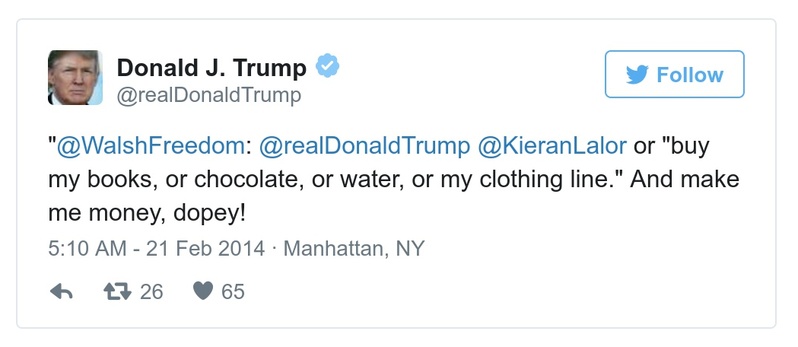 Donald J. Trump
@realDonaldTrump
Follow
"@WalshFreedom: @realDonaldTrump @KieranLalor or "buy
my books, or chocolate, or water, or my clothing line." And make
me money, dopey!
5:10 AM - 21 Feb 2014 · Manhattan, NY
26 65